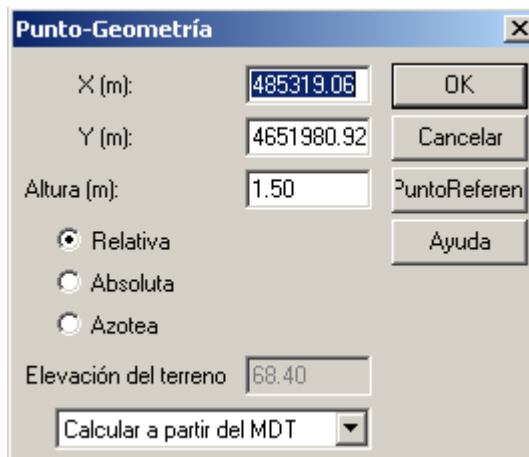 Punto-Geometría
X (m): 485319.06 OK
Y (m): 4651980.92 Cancelar
Altura (m): 1.50 PuntoReferen
Relativa Ayuda
Absoluta
Azotea
Elevación del terreno 68.40
Calcular a partir del MDT